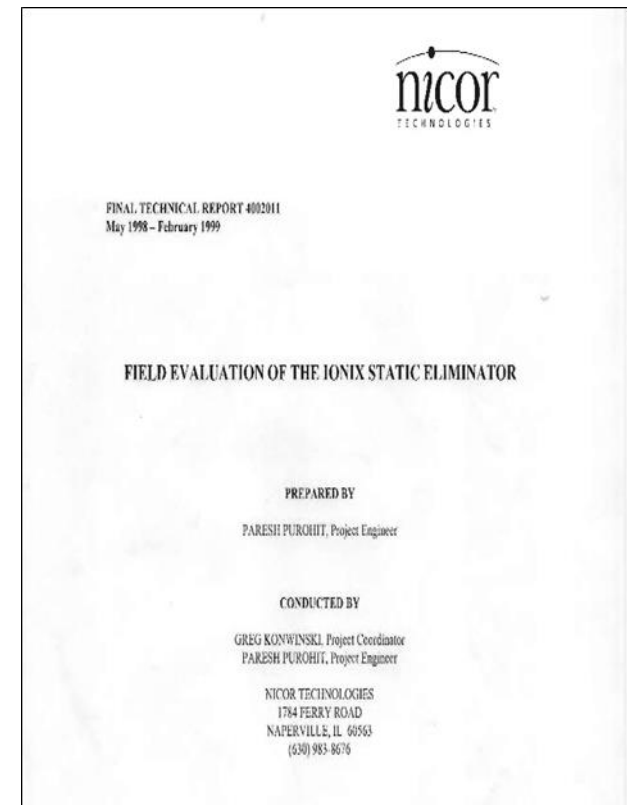 nicor
TECHNOLOGIES
FINAL TECHNICAL REPORT 4002011
May 1998 – February 1999
FIELD EVALUATION OF THE IONIX STATIC ELIMINATOR
PREPARED BY
PARESH PUROHIT, Project Engineer
CONDUCTED BY
GREG KONWINSKI, Project Coordinator
PARESH PUROHIT, Project Engineer
NICOR TECHNOLOGIES
1784 FERRY ROAD
NAPERVILLE, IL 60563
(630) 983-8676